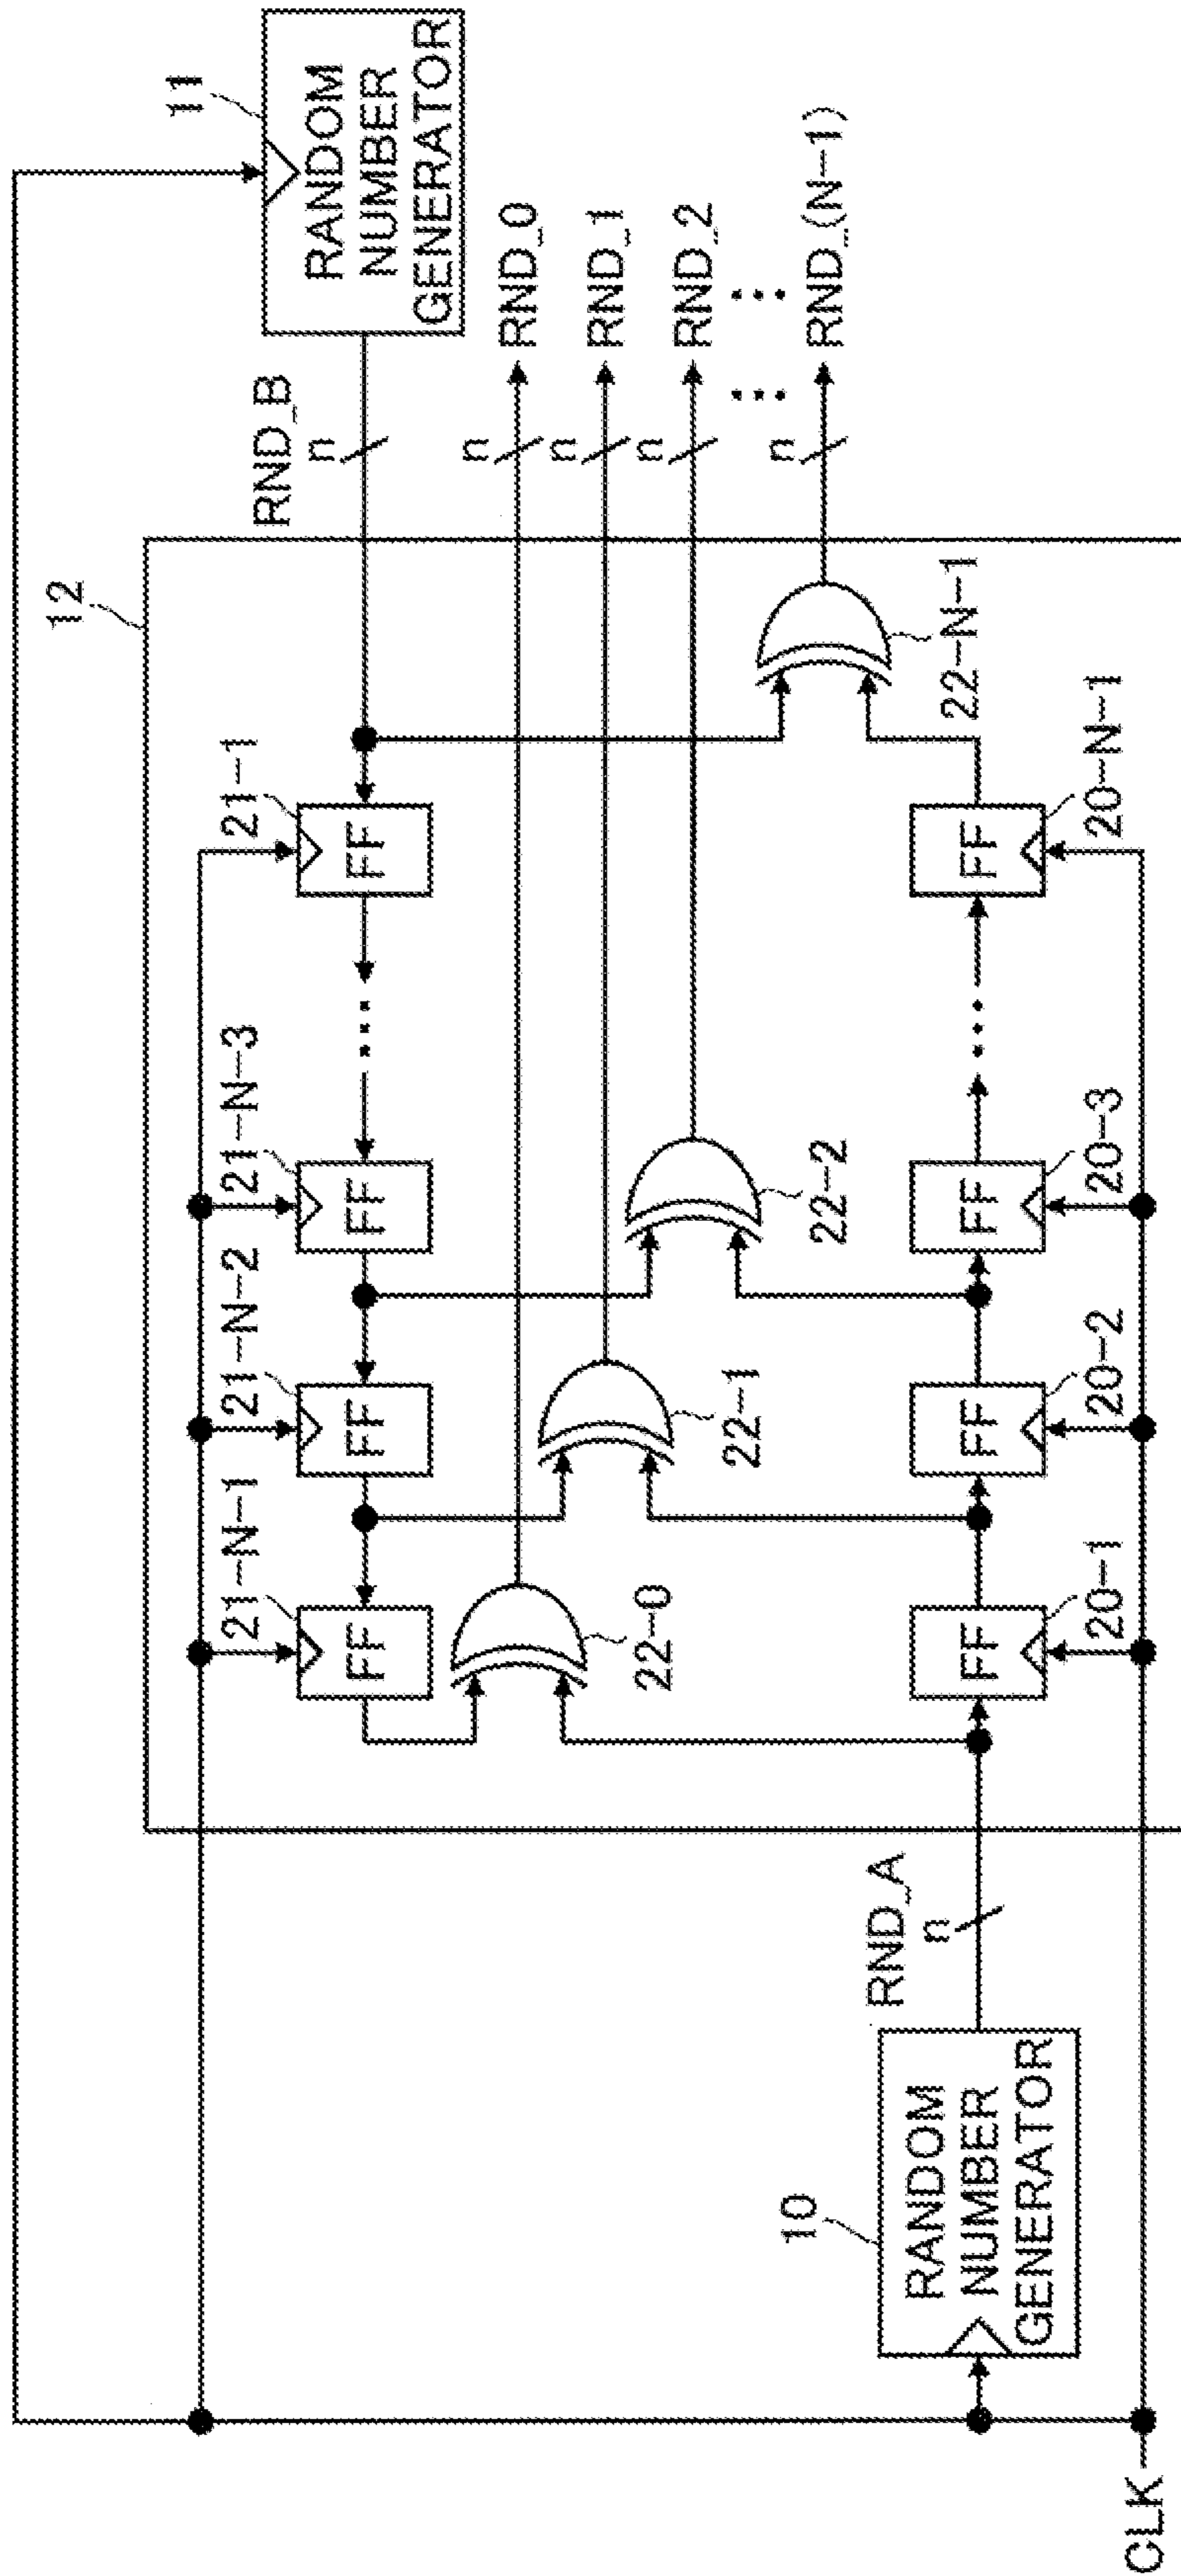 11
RANDOM
NUMBER
GENERATOR
RND_B
n
12
21-N-1
21-N-2
21-N-3
21-1
FF
FF
FF
...
FF
n
RND_0
n
RND_1
n
RND_2
...
...
n
RND_(N-1)
22-0
22-1
22-2
22-N-1
FF
FF
FF
...
FF
20-1
20-2
20-3
20-N-1
RND_A
n
10
RANDOM
NUMBER
GENERATOR
CLK